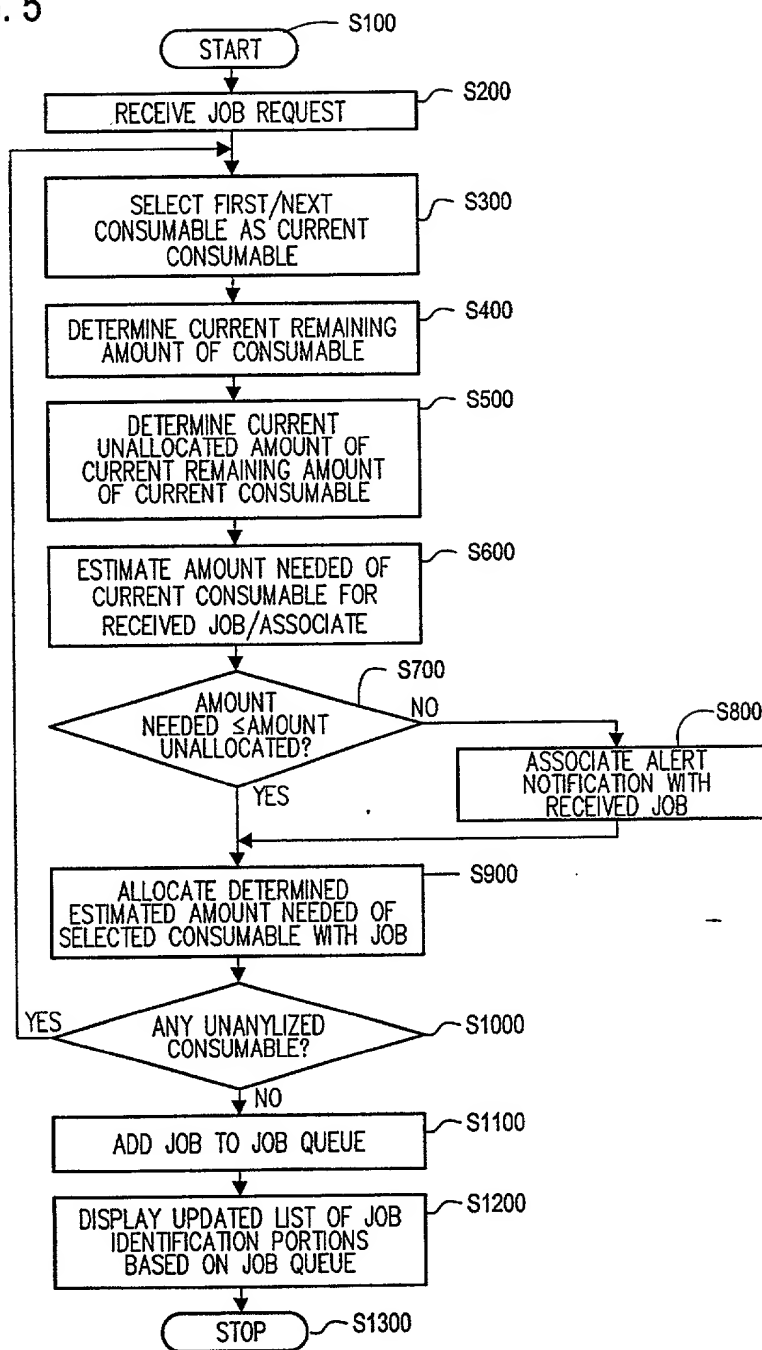 . 5
START
S100
RECEIVE JOB REQUEST
S200
SELECT FIRST/NEXT
CONSUMABLE AS CURRENT
CONSUMABLE
S300
DETERMINE CURRENT REMAINING
AMOUNT OF CONSUMABLE
S400
DETERMINE CURRENT
UNALLOCATED AMOUNT OF
CURRENT REMAINING AMOUNT
OF CURRENT CONSUMABLE
S500
ESTIMATE AMOUNT NEEDED OF
CURRENT CONSUMABLE FOR
RECEIVED JOB/ASSOCIATE
S600
AMOUNT
NEEDED ≤AMOUNT
UNALLOCATED?
S700
NO
YES
ASSOCIATE ALERT
NOTIFICATION WITH
RECEIVED JOB
S800
ALLOCATE DETERMINED
ESTIMATED AMOUNT NEEDED OF
SELECTED CONSUMABLE WITH JOB
S900
YES
ANY UNANYLIZED
CONSUMABLE?
S1000
NO
ADD JOB TO JOB QUEUE
S1100
DISPLAY UPDATED LIST OF JOB
IDENTIFICATION PORTIONS
BASED ON JOB QUEUE
S1200
STOP
S1300